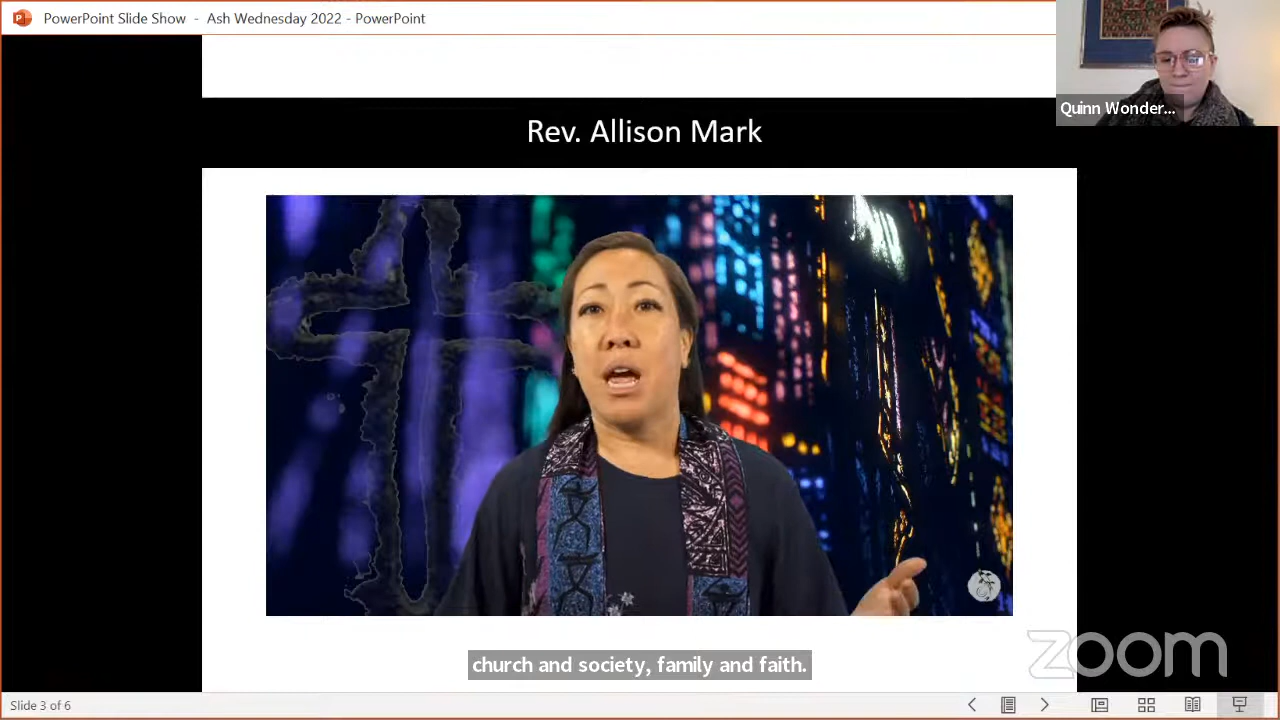 PowerPoint Slide Show - Ash Wednesday 2022 - PowerPoint
Quinn Wonder...
Rev. Allison Mark
church and society, family and faith.
zoom
Slide 3 of 6